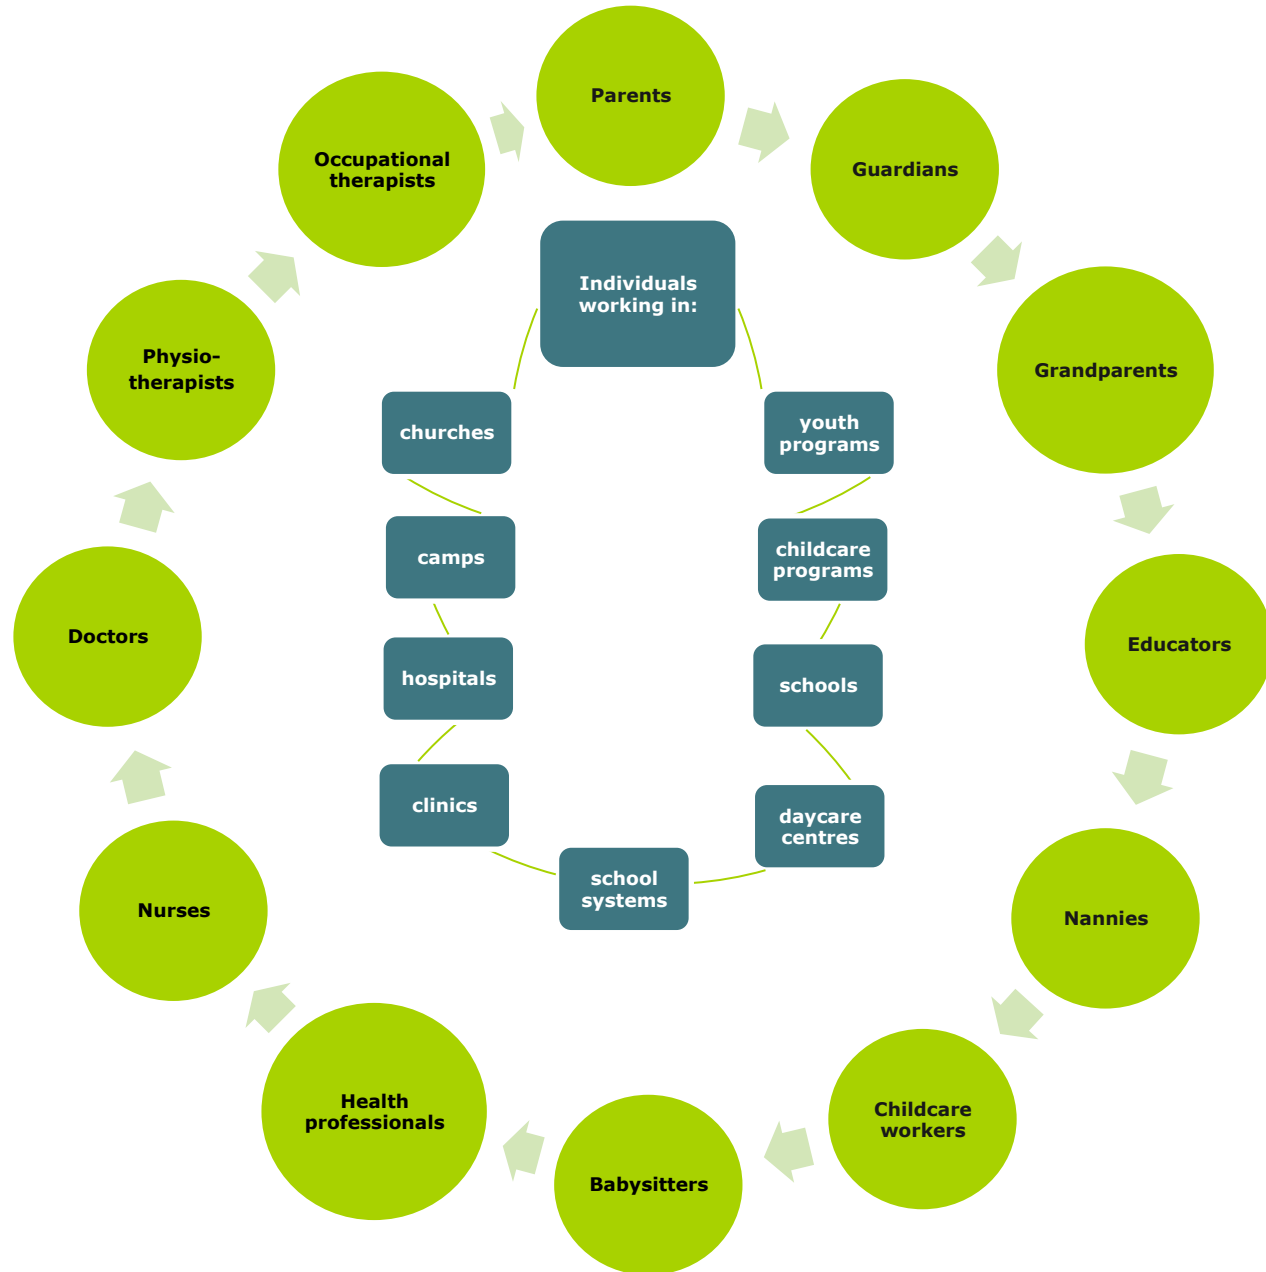 Parents
Guardians
Grandparents
Educators
Nannies
Childcare
workers
Babysitters
Health
professionals
Nurses
Doctors
Physio-
therapists
Occupational
therapists
Individuals
working in:
youth
programs
childcare
programs
schools
daycare
centres
school
systems
clinics
hospitals
camps
churches